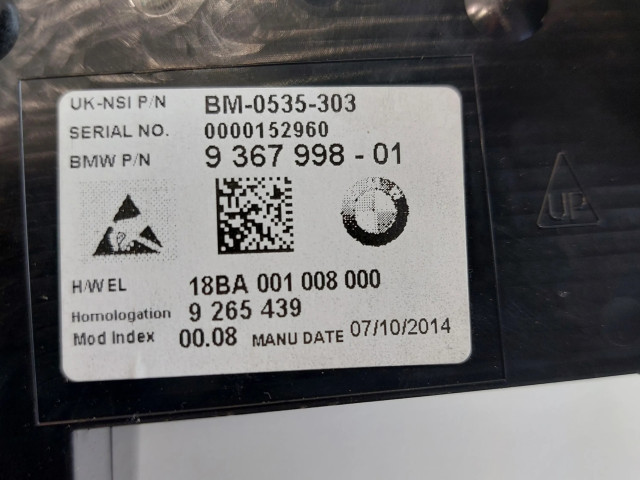 UK-NSI P/N BM-0535-303
SERIAL NO. 0000152960
BMW P/N 9 367 998 - 01
UP
H/W EL 18BA 001 008 000
Homologation 9 265 439
Mod Index 00.08 MANU DATE 07/10/2014